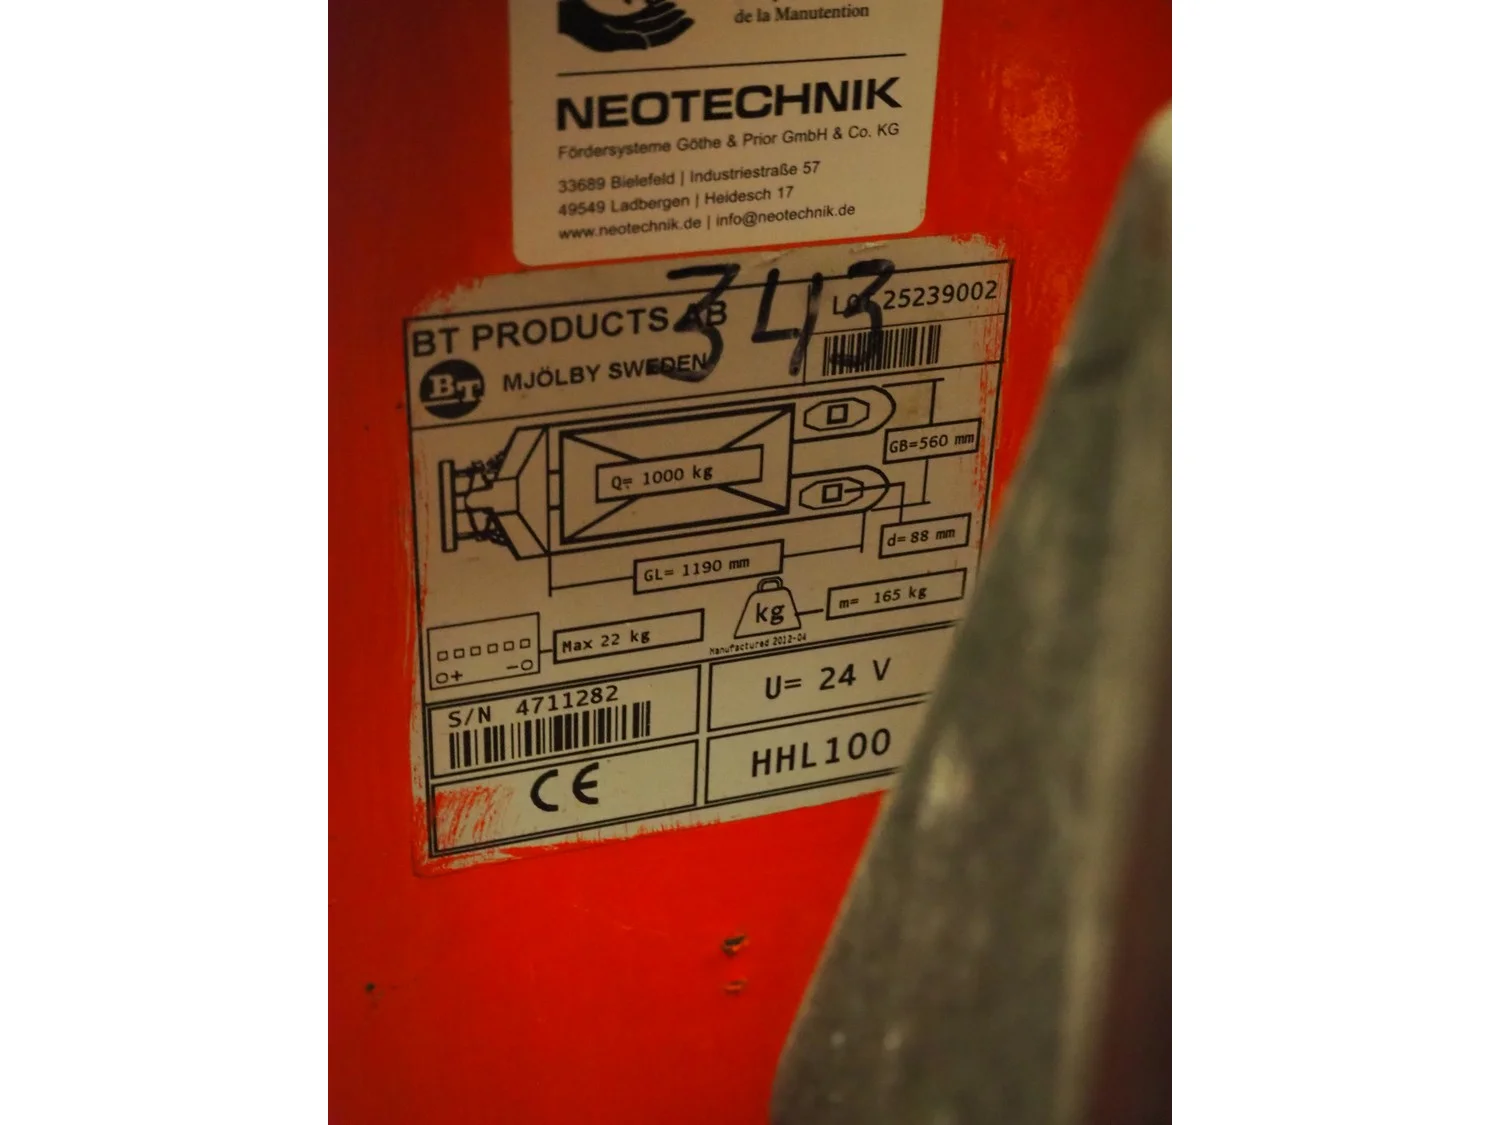 de la Manutention
NEOTECHNIK
Fördersysteme Göthe & Prior GmbH & Co. KG
33689 Bielefeld | Industriestraße 57
49549 Ladbergen | Heidesch 17
www.neotechnik.de | info@neotechnik.de
343
BT PRODUCTS AB
LOT 25239002
BT
MJÖLBY SWEDEN
GB=560 mm
Q= 1000 kg
d= 88 mm
GL= 1190 mm
kg
m= 165 kg
Manufactured 2012-04
Max 22 kg
+ -
S/N 4711282
U= 24 V
CE
HHL100